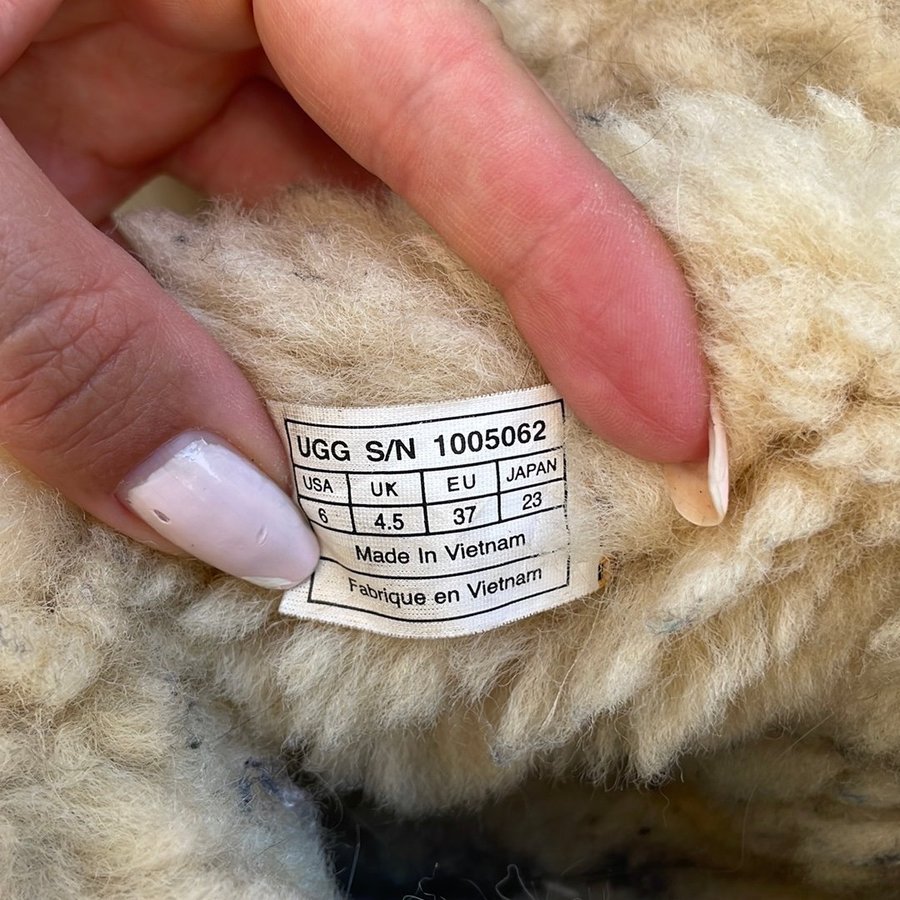 UGG S/N 1005062
USA UK EU JAPAN
6 4.5 37 23
Made In Vietnam
Fabrique en Vietnam